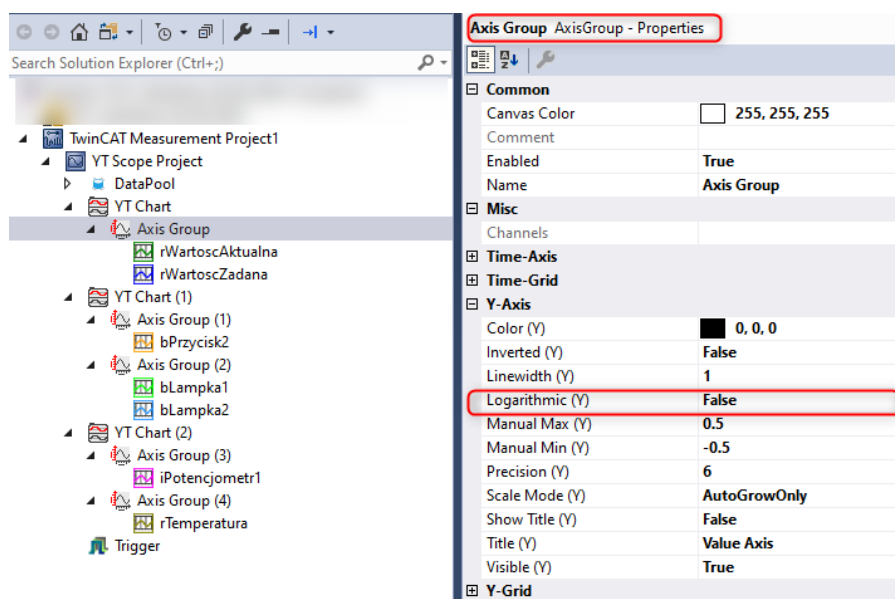 Search Solution Explorer (Ctrl+;)
TwinCAT Measurement Project1
YT Scope Project
DataPool
YT Chart
Axis Group
rWartoscAktualna
rWartoscZadana
YT Chart (1)
Axis Group (1)
bPrzycisk2
Axis Group (2)
bLampka1
bLampka2
YT Chart (2)
Axis Group (3)
iPotencjometr1
Axis Group (4)
rTemperatura
Trigger
Axis Group AxisGroup - Properties
Common
Canvas Color 255, 255, 255
Comment
Enabled True
Name Axis Group
Misc
Channels
Time-Axis
Time-Grid
Y-Axis
Color (Y) 0, 0, 0
Inverted (Y) False
Linewidth (Y) 1
Logarithmic (Y) False
Manual Max (Y) 0.5
Manual Min (Y) -0.5
Precision (Y) 6
Scale Mode (Y) AutoGrowOnly
Show Title (Y) False
Title (Y) Value Axis
Visible (Y) True
Y-Grid